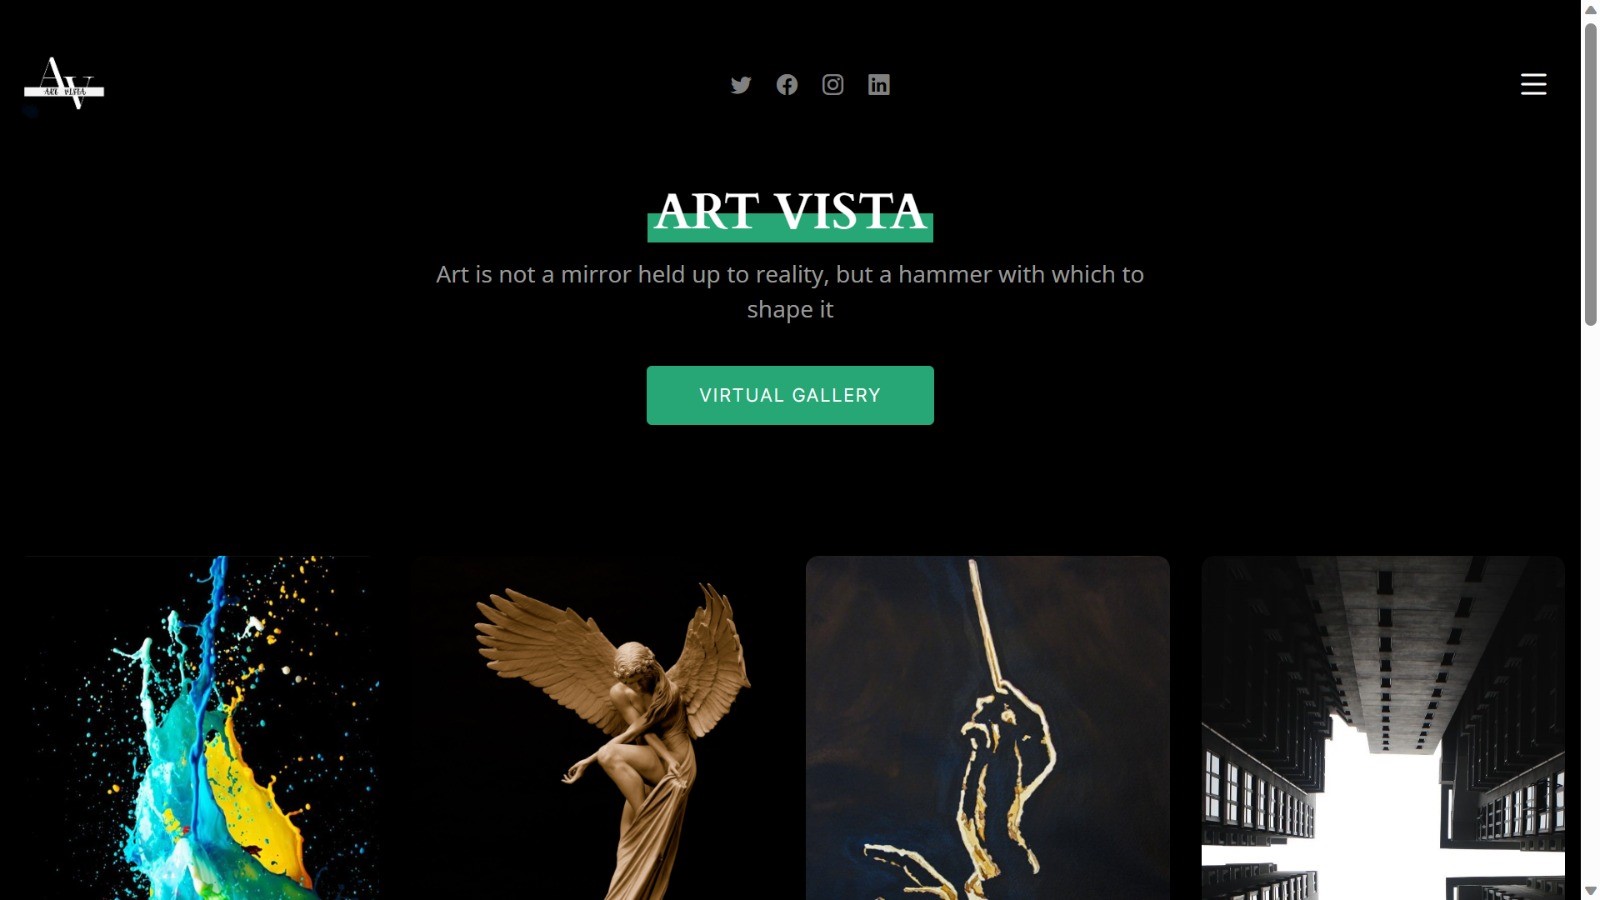 AV
ART VISTA
ART VISTA
Art is not a mirror held up to reality, but a hammer with which to
shape it
VIRTUAL GALLERY